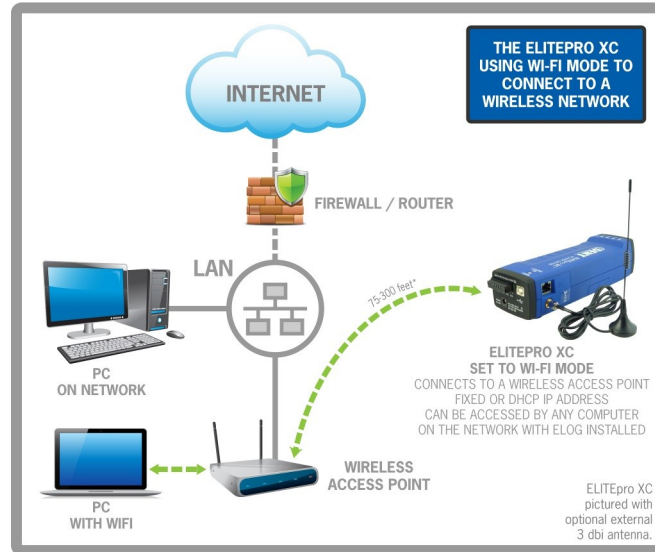 THE ELITEPRO XC
USING WI-FI MODE TO
CONNECT TO A
WIRELESS NETWORK
INTERNET
FIREWALL / ROUTER
LAN
75-300 feet*
PC
ON NETWORK
ELITEPRO XC
SET TO WI-FI MODE
CONNECTS TO A WIRELESS ACCESS POINT
FIXED OR DHCP IP ADDRESS
CAN BE ACCESSED BY ANY COMPUTER
ON THE NETWORK WITH ELOG INSTALLED
WIRELESS
ACCESS POINT
PC
WITH WIFI
ELITEpro XC
pictured with
optional external
3 dbi antenna.